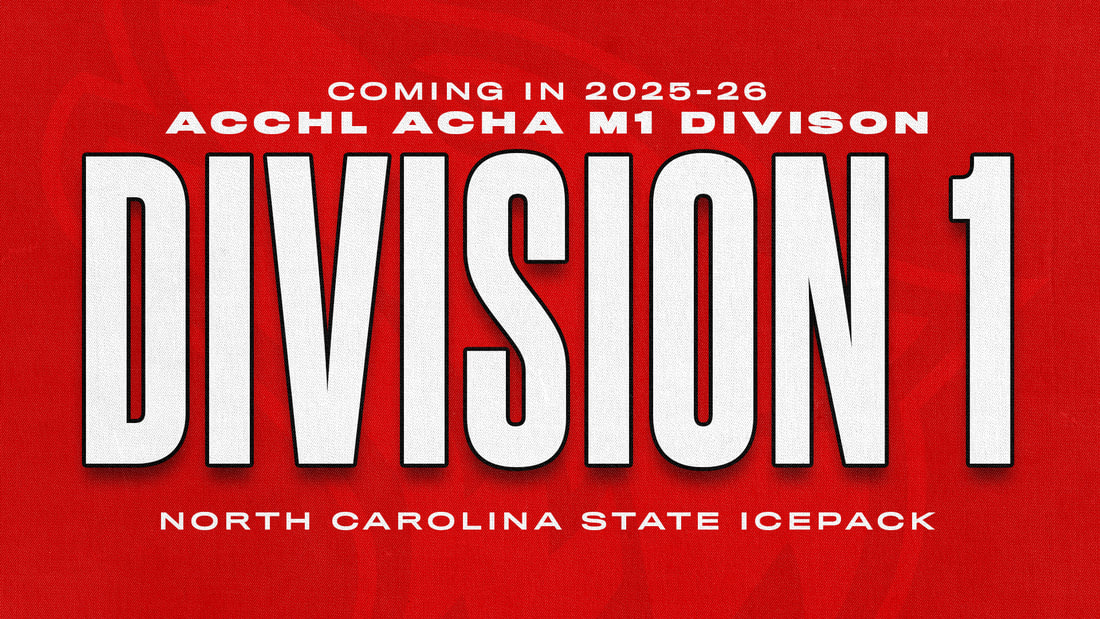 COMING IN 2025-26
ACCHL ACHA M1 DIVISON
DIVISION 1
NORTH CAROLINA STATE ICEPACK